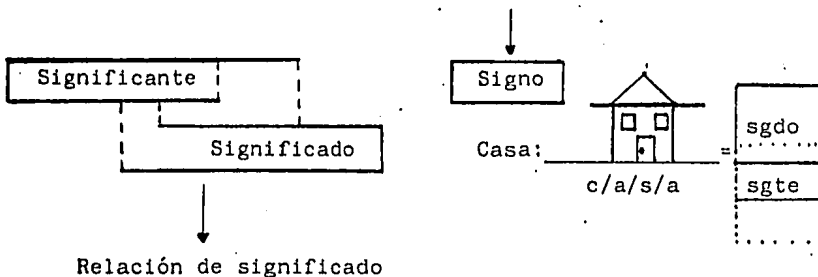 Significante
Significado
Relación de significado
Signo
Casa:
=
sgdo
c/a/s/a
sgte